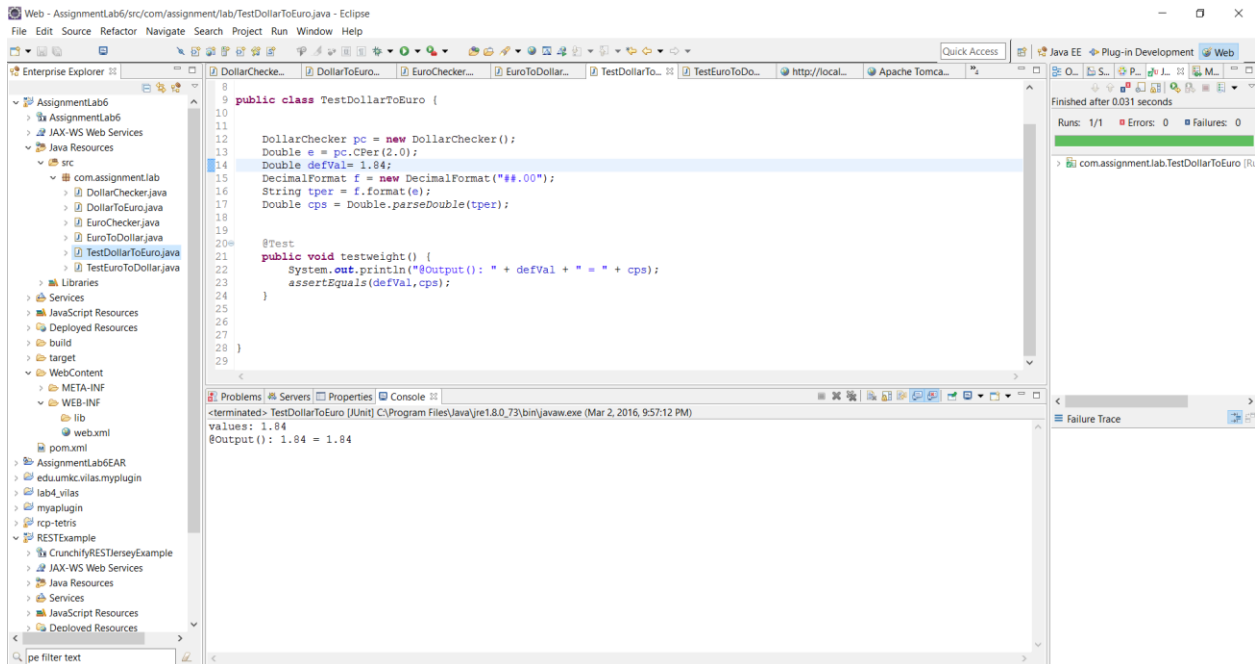 Web - AssignmentLab6/src/com/assignment/lab/TestDollarToEuro.java - Eclipse
File Edit Source Refactor Navigate Search Project Run Window Help
Quick Access
Java EE
Plug-in Development
Web
Enterprise Explorer
AssignmentLab6
AssignmentLab6
JAX-WS Web Services
Java Resources
src
com.assignment.lab
DollarChecker.java
DollarToEuro.java
EuroChecker.java
EuroToDollar.java
TestDollarToEuro.java
TestEuroToDollar.java
Libraries
Services
JavaScript Resources
Deployed Resources
build
target
WebContent
META-INF
WEB-INF
lib
web.xml
pom.xml
AssignmentLab6EAR
edu.umkc.vilas.myplugin
lab4_vilas
myaplugin
rcp-tetris
RESTExample
CrunchifyRESTJerseyExample
JAX-WS Web Services
Java Resources
Services
JavaScript Resources
Deployed Resources
pe filter text
DollarChecke... DollarToEuro... EuroChecker.... EuroToDollar... TestDollarTo... TestEuroToDo... http://local... Apache Tomca... "4
8
9 public class TestDollarToEuro {
10
11
12 DollarChecker pc = new DollarChecker();
13 Double e = pc.CPer(2.0);
14 Double defVal= 1.84;
15 DecimalFormat f = new DecimalFormat("##.00");
16 String tper = f.format(e);
17 Double cps = Double.parseDouble(tper);
18
19
20 @Test
21 public void testweight() {
22 System.out.println("@Output(): " + defVal + " = " + cps);
23 assertEquals(defVal,cps);
24 }
25
26
27
28 }
29
Problems Servers Properties Console
<terminated> TestDollarToEuro [JUnit] C:\Program Files\Java\jre1.8.0_73\bin\javaw.exe (Mar 2, 2016, 9:57:12 PM)
values: 1.84
@Output(): 1.84 = 1.84
O... S... P... J... M...
Finished after 0.031 seconds
Runs: 1/1 Errors: 0 Failures: 0
com.assignment.lab.TestDollarToEuro [Ru
Failure Trace